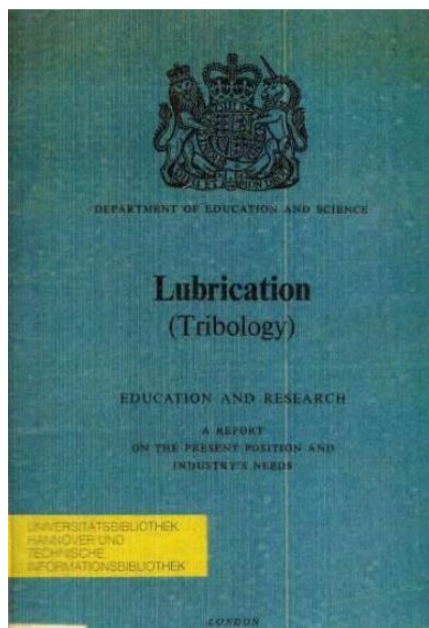 DEPARTMENT OF EDUCATION AND SCIENCE
Lubrication
(Tribology)
EDUCATION AND RESEARCH
A REPORT
ON THE PRESENT POSITION AND
INDUSTRY'S NEEDS
UNIVERSITÄTSBIBLIOTHEK
HANNOVER UND
TECHNISCHE
INFORMATIONSBIBLIOTHEK
LONDON